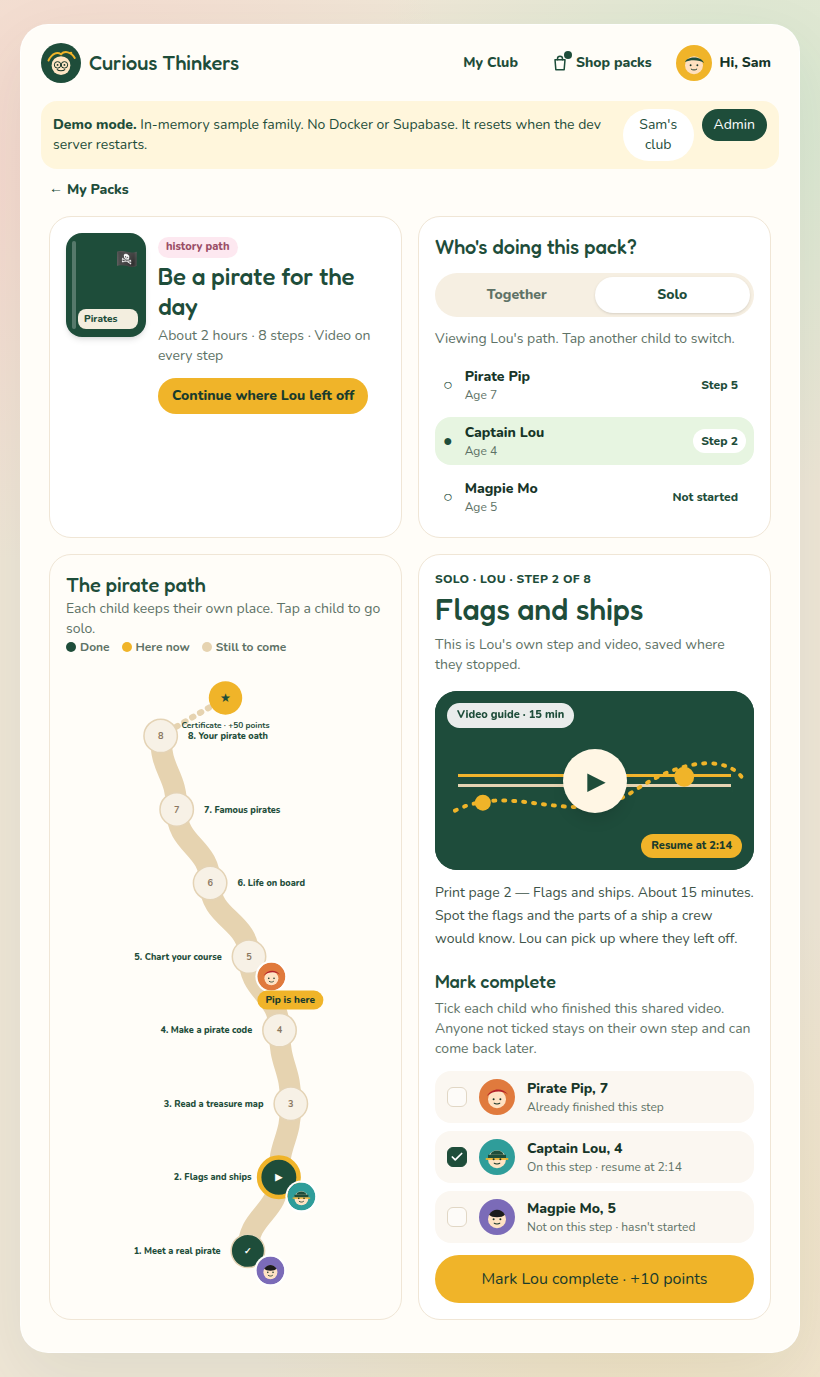 Curious Thinkers
My Club
Shop packs
Hi, Sam
Demo mode. In-memory sample family. No Docker or Supabase. It resets when the dev
server restarts.
Sam's
club
Admin
← My Packs
Pirates
history path
Be a pirate for the
day
About 2 hours · 8 steps · Video on
every step
Continue where Lou left off
Who's doing this pack?
Together
Solo
Viewing Lou's path. Tap another child to switch.
Pirate Pip
Age 7
Step 5
Captain Lou
Age 4
Step 2
Magpie Mo
Age 5
Not started
The pirate path
Each child keeps their own place. Tap a child to go
solo.
Done
Here now
Still to come
★
Certificate · +50 points
8
8. Your pirate oath
7
7. Famous pirates
6
6. Life on board
5. Chart your course
5
Pip is here
4. Make a pirate code
4
3. Read a treasure map
3
2. Flags and ships
▶
1. Meet a real pirate
✓
SOLO · LOU · STEP 2 OF 8
Flags and ships
This is Lou's own step and video, saved where
they stopped.
Video guide · 15 min
▶
Resume at 2:14
Print page 2 — Flags and ships. About 15 minutes.
Spot the flags and the parts of a ship a crew
would know. Lou can pick up where they left off.
Mark complete
Tick each child who finished this shared video.
Anyone not ticked stays on their own step and can
come back later.
Pirate Pip, 7
Already finished this step
Captain Lou, 4
On this step · resume at 2:14
Magpie Mo, 5
Not on this step · hasn't started
Mark Lou complete · +10 points